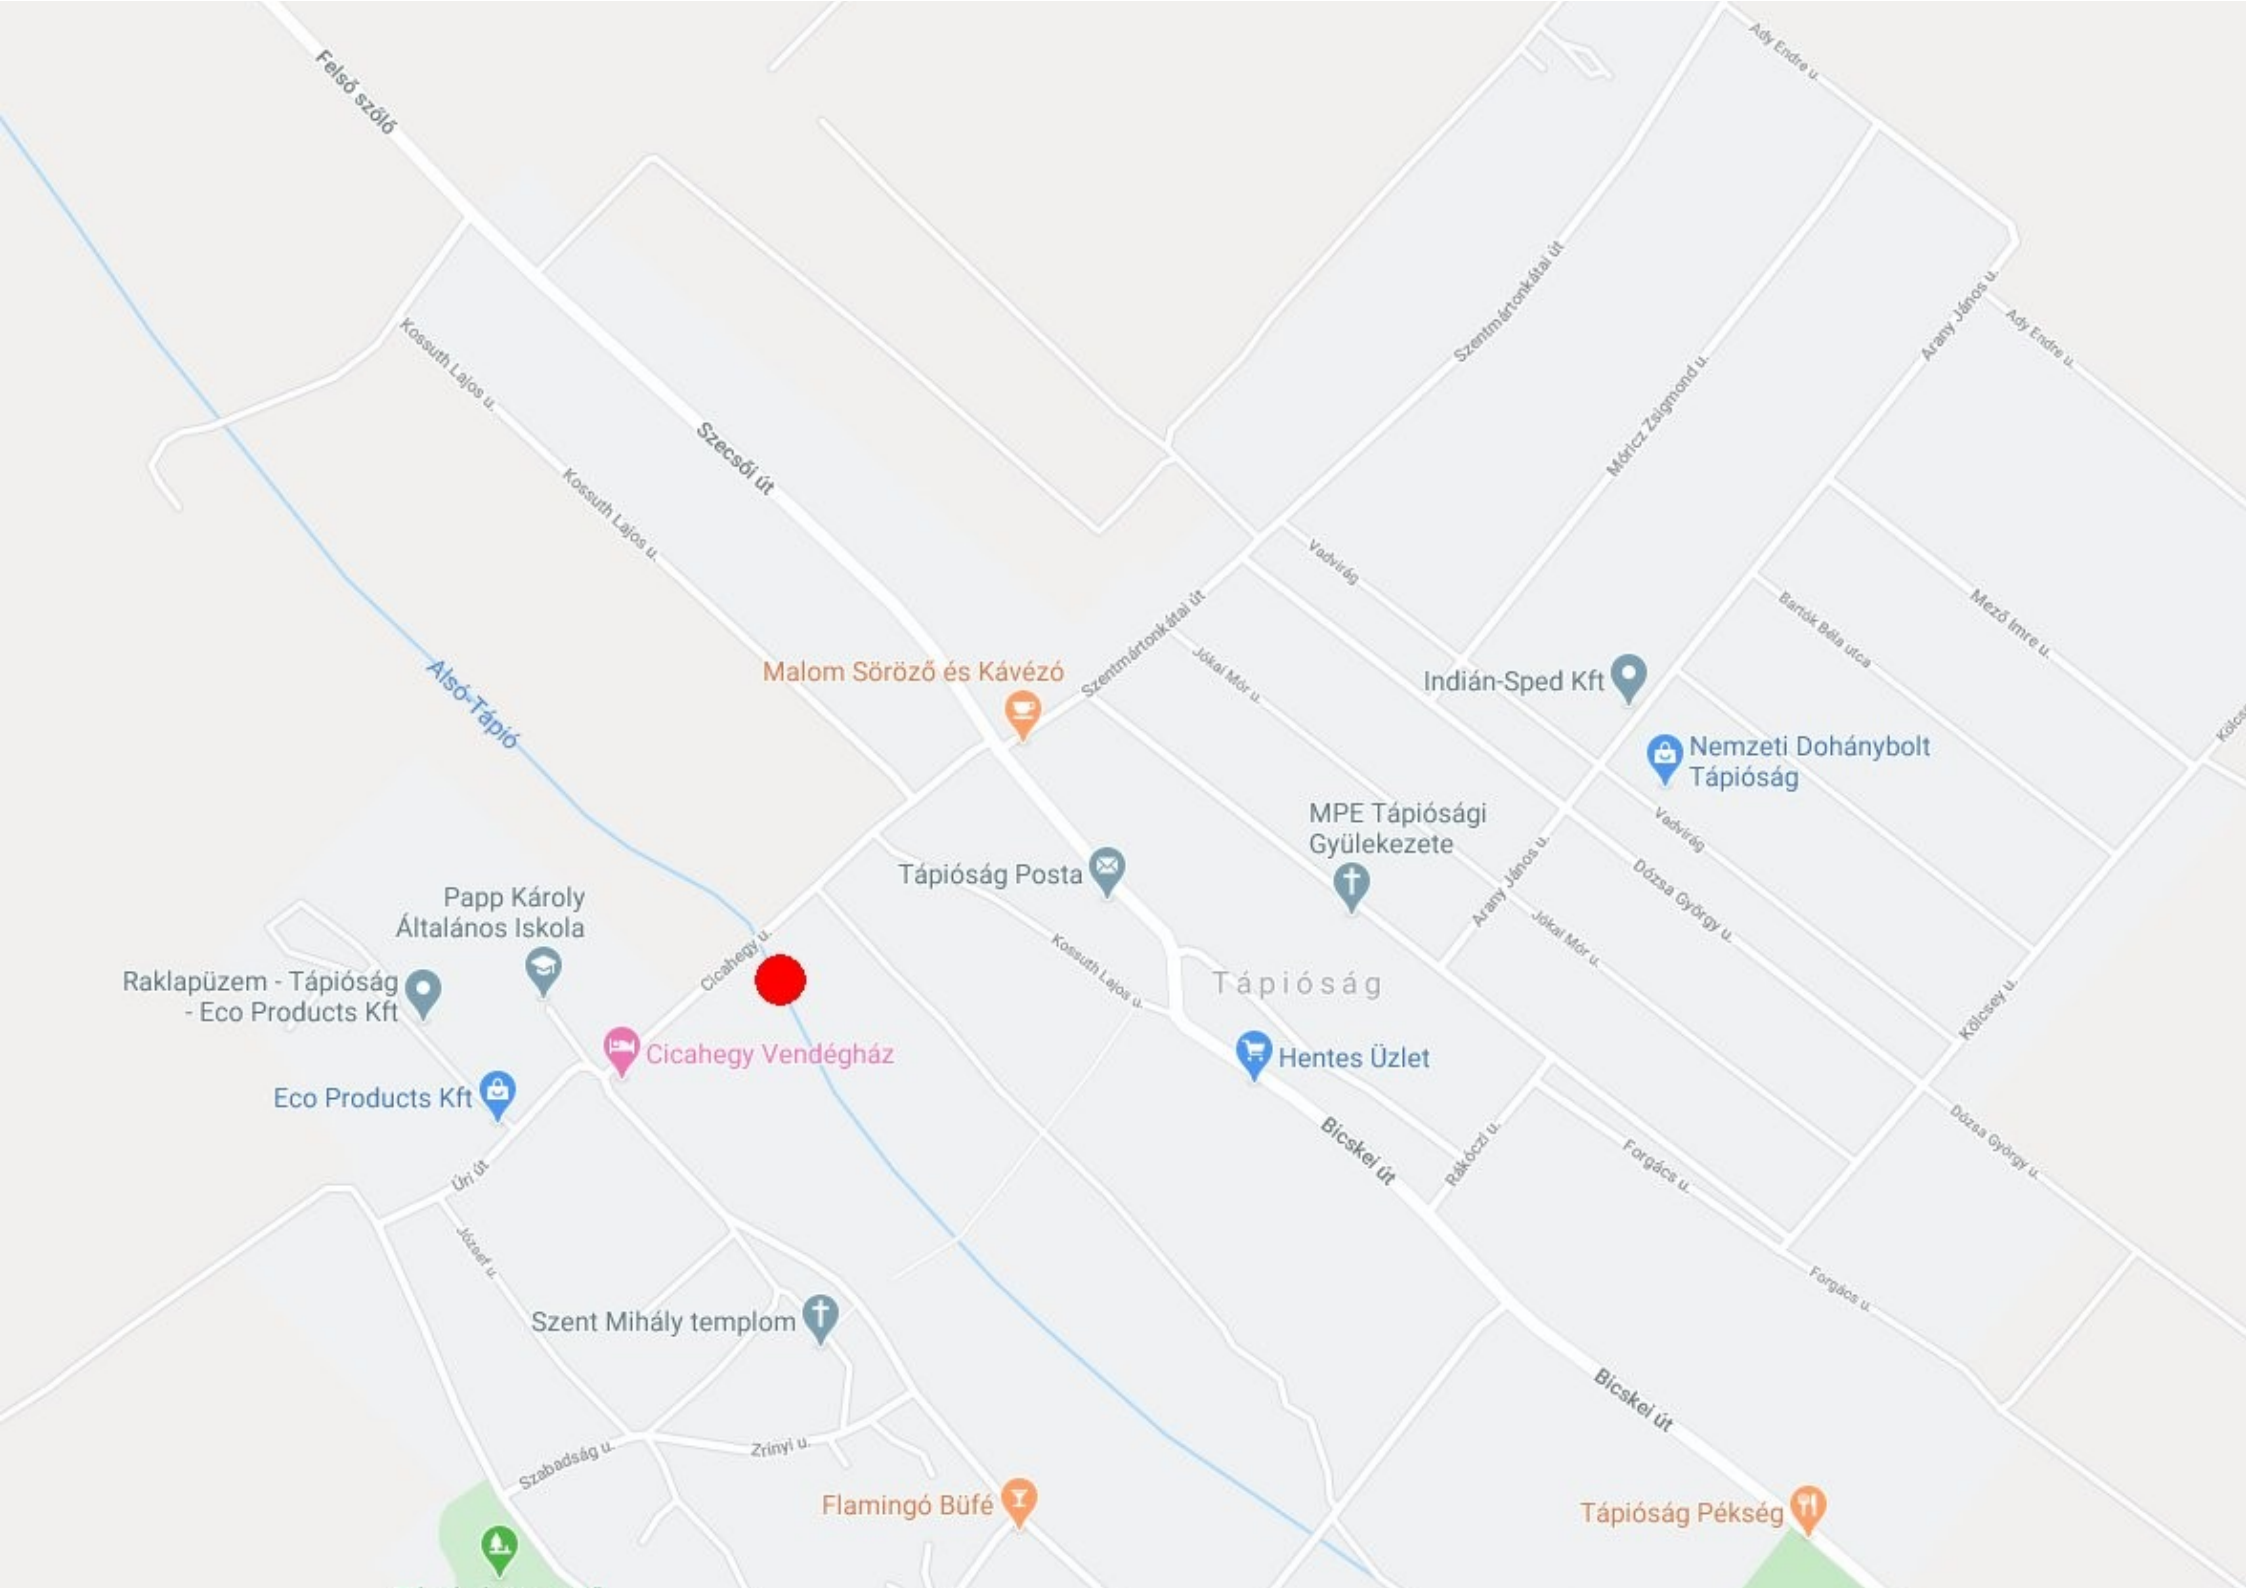 Ady Endre u.
Felső szőlő
Szentmártonkátai út
Arany János u.
Ady Endre u.
Kossuth Lajos u.
Móricz Zsigmond u.
Szecsői út
Kossuth Lajos u.
Vadvirág
Mező Imre u.
Bartók Béla utca
Szentmártonkátai út
Jókai Mór u.
Malom Söröző és Kávézó
Indián-Sped Kft
Alsó-Tápió
Nemzeti Dohánybolt
Tápióság
MPE Tápiósági
Gyülekezete
Vadvirág
Tápióság Posta
Arany János u.
Dózsa György u.
Papp Károly
Általános Iskola
Jókai Mór u.
Cicahegy u.
Kossuth Lajos u.
Tápióság
Raklapüzem - Tápióság
- Eco Products Kft
Kölcsey u.
Cicahegy Vendégház
Hentes Üzlet
Eco Products Kft
Bicskei út
Rákóczi u.
Forgács u.
Dózsa György u.
Úri út
József u.
Forgács u.
Szent Mihály templom
Bicskei út
Szabadság u.
Zrínyi u.
Flamingó Büfé
Tápióság Pékség